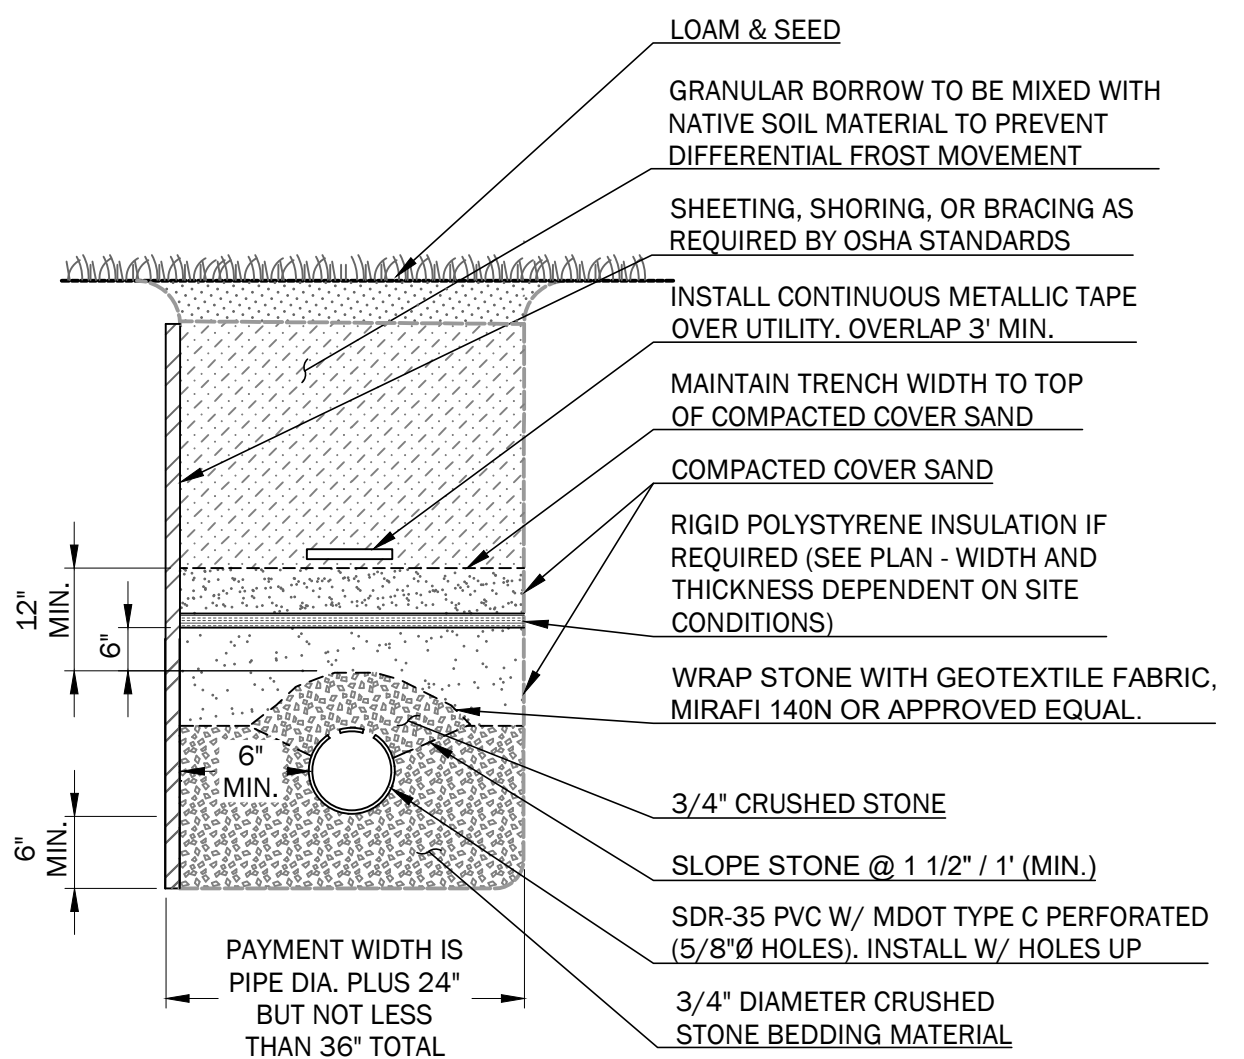 LOAM & SEED
GRANULAR BORROW TO BE MIXED WITH
NATIVE SOIL MATERIAL TO PREVENT
DIFFERENTIAL FROST MOVEMENT
SHEETING, SHORING, OR BRACING AS
REQUIRED BY OSHA STANDARDS
INSTALL CONTINUOUS METALLIC TAPE
OVER UTILITY. OVERLAP 3' MIN.
MAINTAIN TRENCH WIDTH TO TOP
OF COMPACTED COVER SAND
COMPACTED COVER SAND
RIGID POLYSTYRENE INSULATION IF
REQUIRED (SEE PLAN - WIDTH AND
THICKNESS DEPENDENT ON SITE
CONDITIONS)
WRAP STONE WITH GEOTEXTILE FABRIC,
MIRAFI 140N OR APPROVED EQUAL.
3/4" CRUSHED STONE
SLOPE STONE @ 1 1/2" / 1' (MIN.)
SDR-35 PVC W/ MDOT TYPE C PERFORATED
(5/8"Ø HOLES). INSTALL W/ HOLES UP
3/4" DIAMETER CRUSHED
STONE BEDDING MATERIAL
12"
MIN.
6"
6"
MIN.
6"
MIN.
PAYMENT WIDTH IS
PIPE DIA. PLUS 24"
BUT NOT LESS
THAN 36" TOTAL